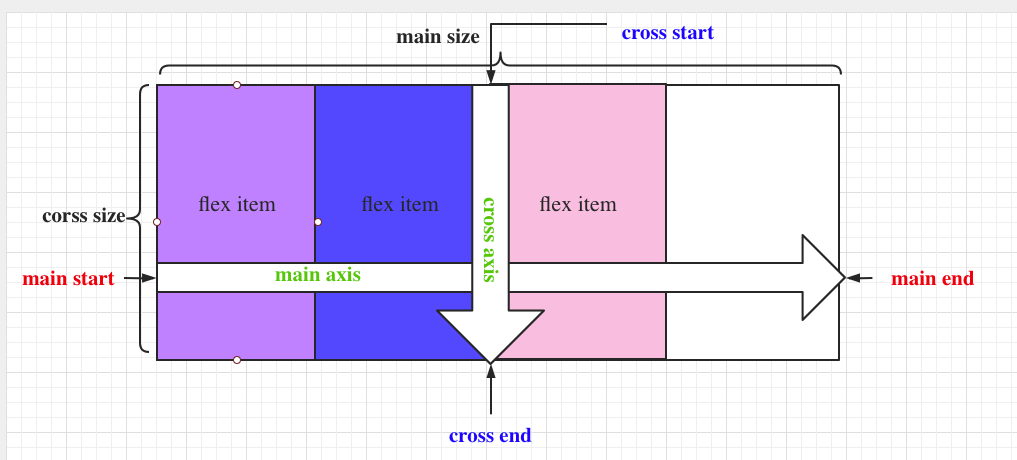 main size
cross start
flex item
flex item
flex item
corss size
cross axis
main start
main axis
main end
cross end